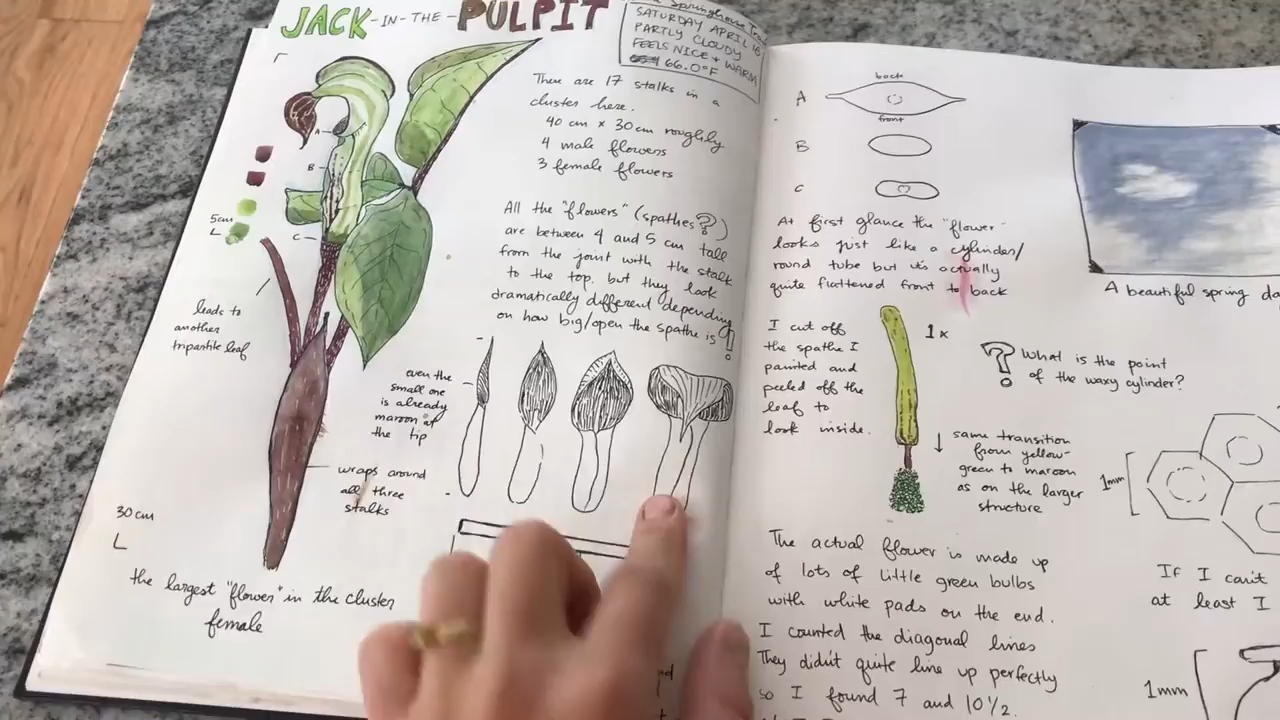 JACK-IN-THE-PULPIT
SATURDAY APRIL
PARTLY CLOUDY
FEELS NICE + WARM
66.0°F
There are 17 stalks in a
cluster here.
40 cm x 30 cm roughly
4 male flowers
3 female flowers
A
B
C
5cm
All the "flowers" (spathes?)
are between 4 and 5 cm tall
from the joint with the stalk
to the top. but they look
dramatically different depending
on how big/open the spathe is!
leads to
another
tripartite leaf
even the
small one
is already
maroon at
the tip
wraps around
all three
stalks
30 cm
the largest "flower" in the cluster
female
back
A
front
B
C
At first glance the "flower"
looks just like a cylinder/
round tube but it's actually
quite flattened front to back
A beautiful spring
I cut off
the spathe I
painted and
peeled off the
leaf to
look inside.
1x
? What is the point
of the waxy cylinder?
same transition
from yellow-
green to maroon
as on the larger
structure
1mm
The actual flower is made up
of lots of little green bulbs
with white pads on the end.
I counted the diagonal lines
They didn't quite line up perfectly
so I found 7 and 10½.
If I can't
at least I
1mm